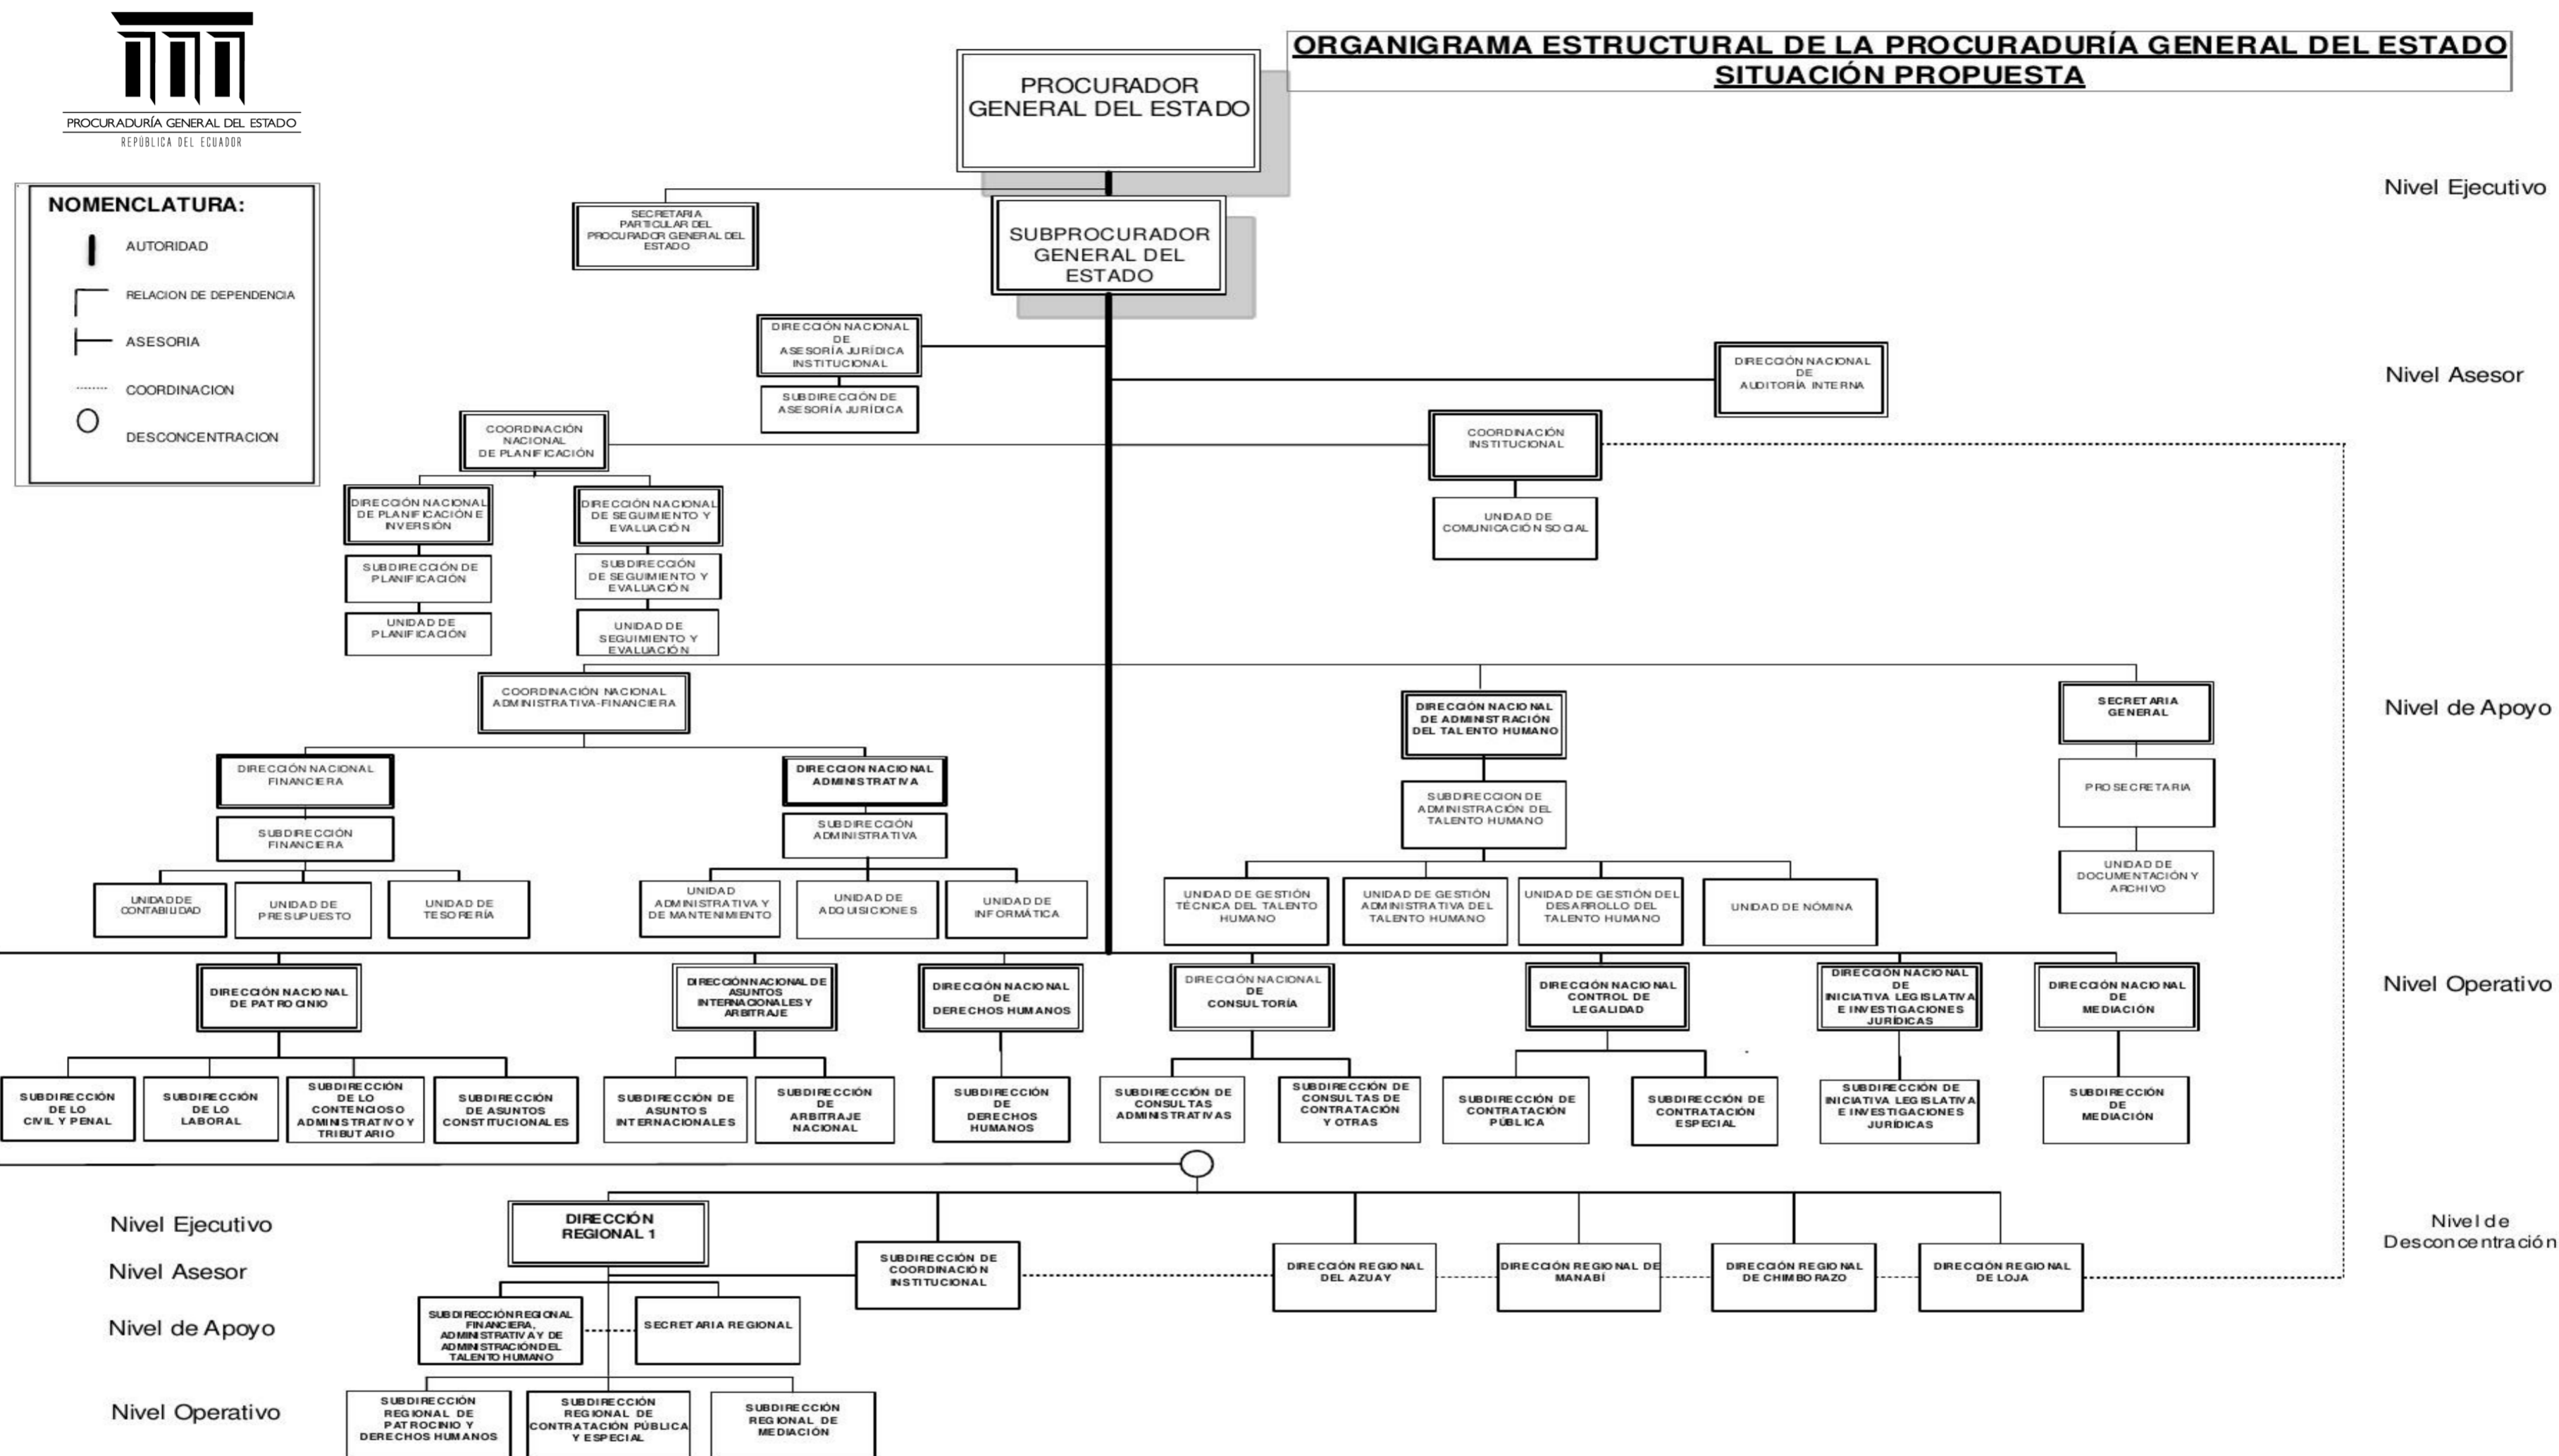 PROCURADURÍA GENERAL DEL ESTADO
REPÚBLICA DEL ECUADOR
ORGANIGRAMA ESTRUCTURAL DE LA PROCURADURÍA GENERAL DEL ESTADO
SITUACIÓN PROPUESTA
PROCURADOR
GENERAL DEL ESTADO
Nivel Ejecutivo
NOMENCLATURA:
AUTORIDAD
RELACION DE DEPENDENCIA
ASESORIA
COORDINACION
DESCONCENTRACION
SECRETARIA
PARTICULAR DEL
PROCURADOR GENERAL DEL
ESTADO
SUBPROCURADOR
GENERAL DEL
ESTADO
DIRECCIÓN NACIONAL
DE
ASESORÍA JURÍDICA
INSTITUCIONAL
SUBDIRECCIÓN DE
ASESORÍA JURÍDICA
DIRECCIÓN NACIONAL
DE
AUDITORÍA INTERNA
Nivel Asesor
COORDINACIÓN
NACIONAL
DE PLANIFICACIÓN
COORDINACIÓN
INSTITUCIONAL
UNIDAD DE
COMUNICACIÓN SOCIAL
DIRECCIÓN NACIONAL
DE PLANIFICACIÓN E
INVERSIÓN
DIRECCIÓN NACIONAL
DE SEGUIMIENTO Y
EVALUACIÓN
SUBDIRECCIÓN DE
PLANIFICACIÓN
SUBDIRECCIÓN
DE SEGUIMIENTO Y
EVALUACIÓN
UNIDAD DE
PLANIFICACIÓN
UNIDAD DE
SEGUIMIENTO Y
EVALUACIÓN
COORDINACIÓN NACIONAL
ADMINISTRATIVA-FINANCIERA
DIRECCIÓN NACIONAL
DE ADMINISTRACIÓN
DEL TALENTO HUMANO
SECRETARIA
GENERAL
Nivel de Apoyo
DIRECCIÓN NACIONAL
FINANCIERA
DIRECCION NACIONAL
ADMINISTRATIVA
SUBDIRECCION DE
ADMINISTRACIÓN DEL
TALENTO HUMANO
PROSECRETARIA
SUBDIRECCIÓN
FINANCIERA
SUBDIRECCIÓN
ADMINISTRATIVA
UNIDAD DE
CONTABILIDAD
UNIDAD DE
PRESUPUESTO
UNIDAD DE
TESORERÍA
UNIDAD
ADMINISTRATIVA Y
DE MANTENIMIENTO
UNIDAD DE
ADQUISICIONES
UNIDAD DE
INFORMÁTICA
UNIDAD DE GESTIÓN
TÉCNICA DEL TALENTO
HUMANO
UNIDAD DE GESTIÓN
ADMINISTRATIVA DEL
TALENTO HUMANO
UNIDAD DE GESTIÓN DEL
DESARROLLO DEL
TALENTO HUMANO
UNIDAD DE NÓMINA
UNIDAD DE
DOCUMENTACIÓN Y
ARCHIVO
DIRECCIÓN NACIONAL
DE PATROCINIO
DIRECCIÓN NACIONAL DE
ASUNTOS
INTERNACIONALES Y
ARBITRAJE
DIRECCIÓN NACIONAL
DE
DERECHOS HUMANOS
DIRECCIÓN NACIONAL
DE
CONSULTORÍA
DIRECCIÓN NACIONAL
CONTROL DE
LEGALIDAD
DIRECCIÓN NACIONAL
DE
INICIATIVA LEGISLATIVA
E INVESTIGACIONES
JURÍDICAS
DIRECCIÓN NACIONAL
DE
MEDIACIÓN
Nivel Operativo
SUBDIRECCIÓN
DE LO
CIVIL Y PENAL
SUBDIRECCIÓN
DE LO
LABORAL
SUBDIRECCIÓN
DE LO
CONTENCIOSO
ADMINISTRATIVO Y
TRIBUTARIO
SUBDIRECCIÓN
DE ASUNTOS
CONSTITUCIONALES
SUBDIRECCIÓN DE
ASUNTOS
INTERNACIONALES
SUBDIRECCIÓN
DE
ARBITRAJE
NACIONAL
SUBDIRECCIÓN
DE
DERECHOS
HUMANOS
SUBDIRECCIÓN DE
CONSULTAS
ADMINISTRATIVAS
SUBDIRECCIÓN DE
CONSULTAS DE
CONTRATACIÓN
Y OTRAS
SUBDIRECCIÓN DE
CONTRATACIÓN
PÚBLICA
SUBDIRECCIÓN DE
CONTRATACIÓN
ESPECIAL
SUBDIRECCIÓN DE
INICIATIVA LEGISLATIVA
E INVESTIGACIONES
JURÍDICAS
SUBDIRECCIÓN
DE
MEDIACIÓN
Nivel Ejecutivo
DIRECCIÓN
REGIONAL 1
Nivel de
Desconcentración
Nivel Asesor
SUBDIRECCIÓN DE
COORDINACIÓN
INSTITUCIONAL
DIRECCIÓN REGIONAL
DEL AZUAY
DIRECCIÓN REGIONAL DE
MANABÍ
DIRECCIÓN REGIONAL
DE CHIMBORAZO
DIRECCIÓN REGIONAL
DE LOJA
Nivel de Apoyo
SUBDIRECCIÓN REGIONAL
FINANCIERA,
ADMINISTRATIVA Y DE
ADMINISTRACIÓN DEL
TALENTO HUMANO
SECRETARIA REGIONAL
Nivel Operativo
SUBDIRECCIÓN
REGIONAL DE
PATROCINIO Y
DERECHOS HUMANOS
SUBDIRECCIÓN
REGIONAL DE
CONTRATACIÓN PÚBLICA
Y ESPECIAL
SUBDIRECCIÓN
REGIONAL DE
MEDIACIÓN